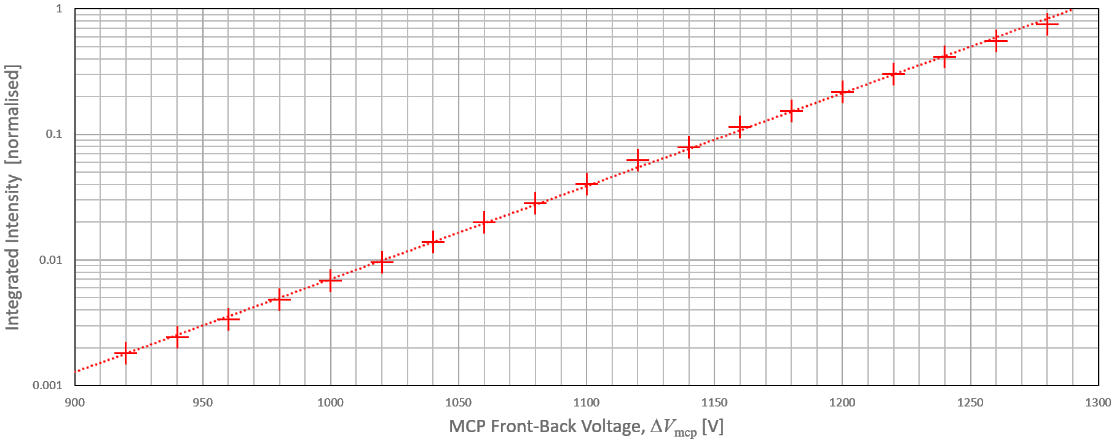 Integrated Intensity [normalised]
1
0.1
0.01
0.001
900 950 1000 1050 1100 1150 1200 1250 1300
MCP Front-Back Voltage, ΔVmcp [V]